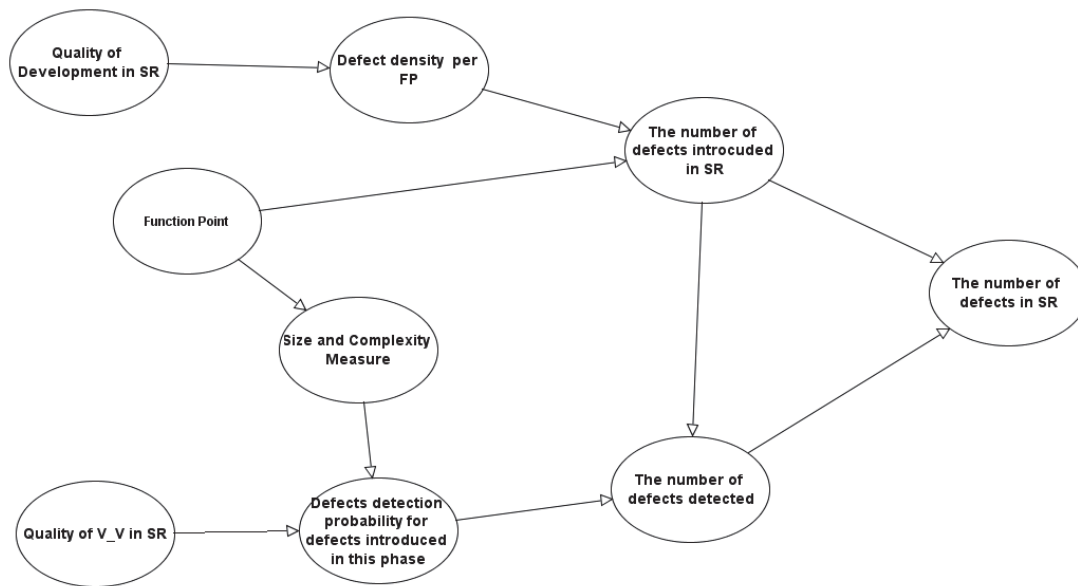 Quality of
Development in SR
Defect density per
FP
The number of
defects introcuded
in SR
Function Point
The number of
defects in SR
Size and Complexity
Measure
The number of
defects detected
Defects detection
probability for
defects introduced
in this phase
Quality of V_V in SR